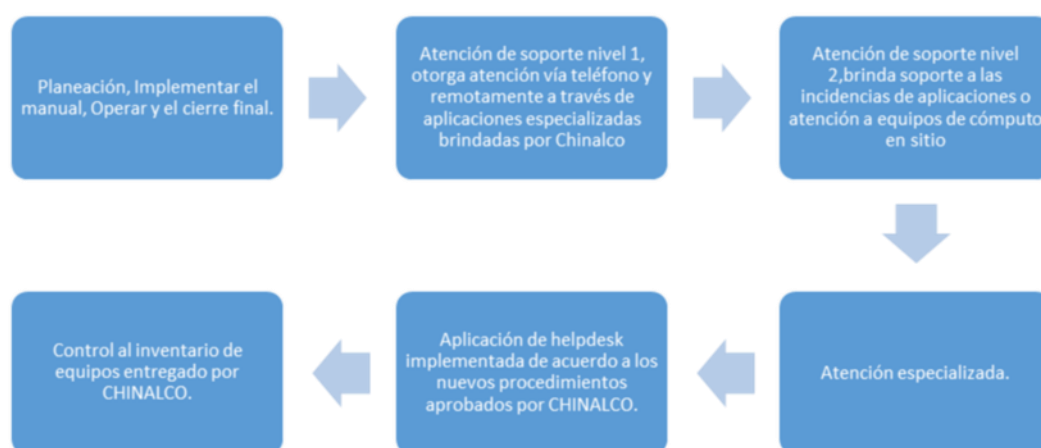 Planeación, Implementar el
manual, Operar y el cierre final.
Atención de soporte nivel 1,
otorga atención vía teléfono y
remotamente a través de
aplicaciones especializadas
brindadas por Chinalco
Atención de soporte nivel
2,brinda soporte a las
incidencias de aplicaciones o
atención a equipos de cómputo
en sitio
Atención especializada.
Aplicación de helpdesk
implementada de acuerdo a los
nuevos procedimientos
aprobados por CHINALCO.
Control al inventario de
equipos entregado por
CHINALCO.